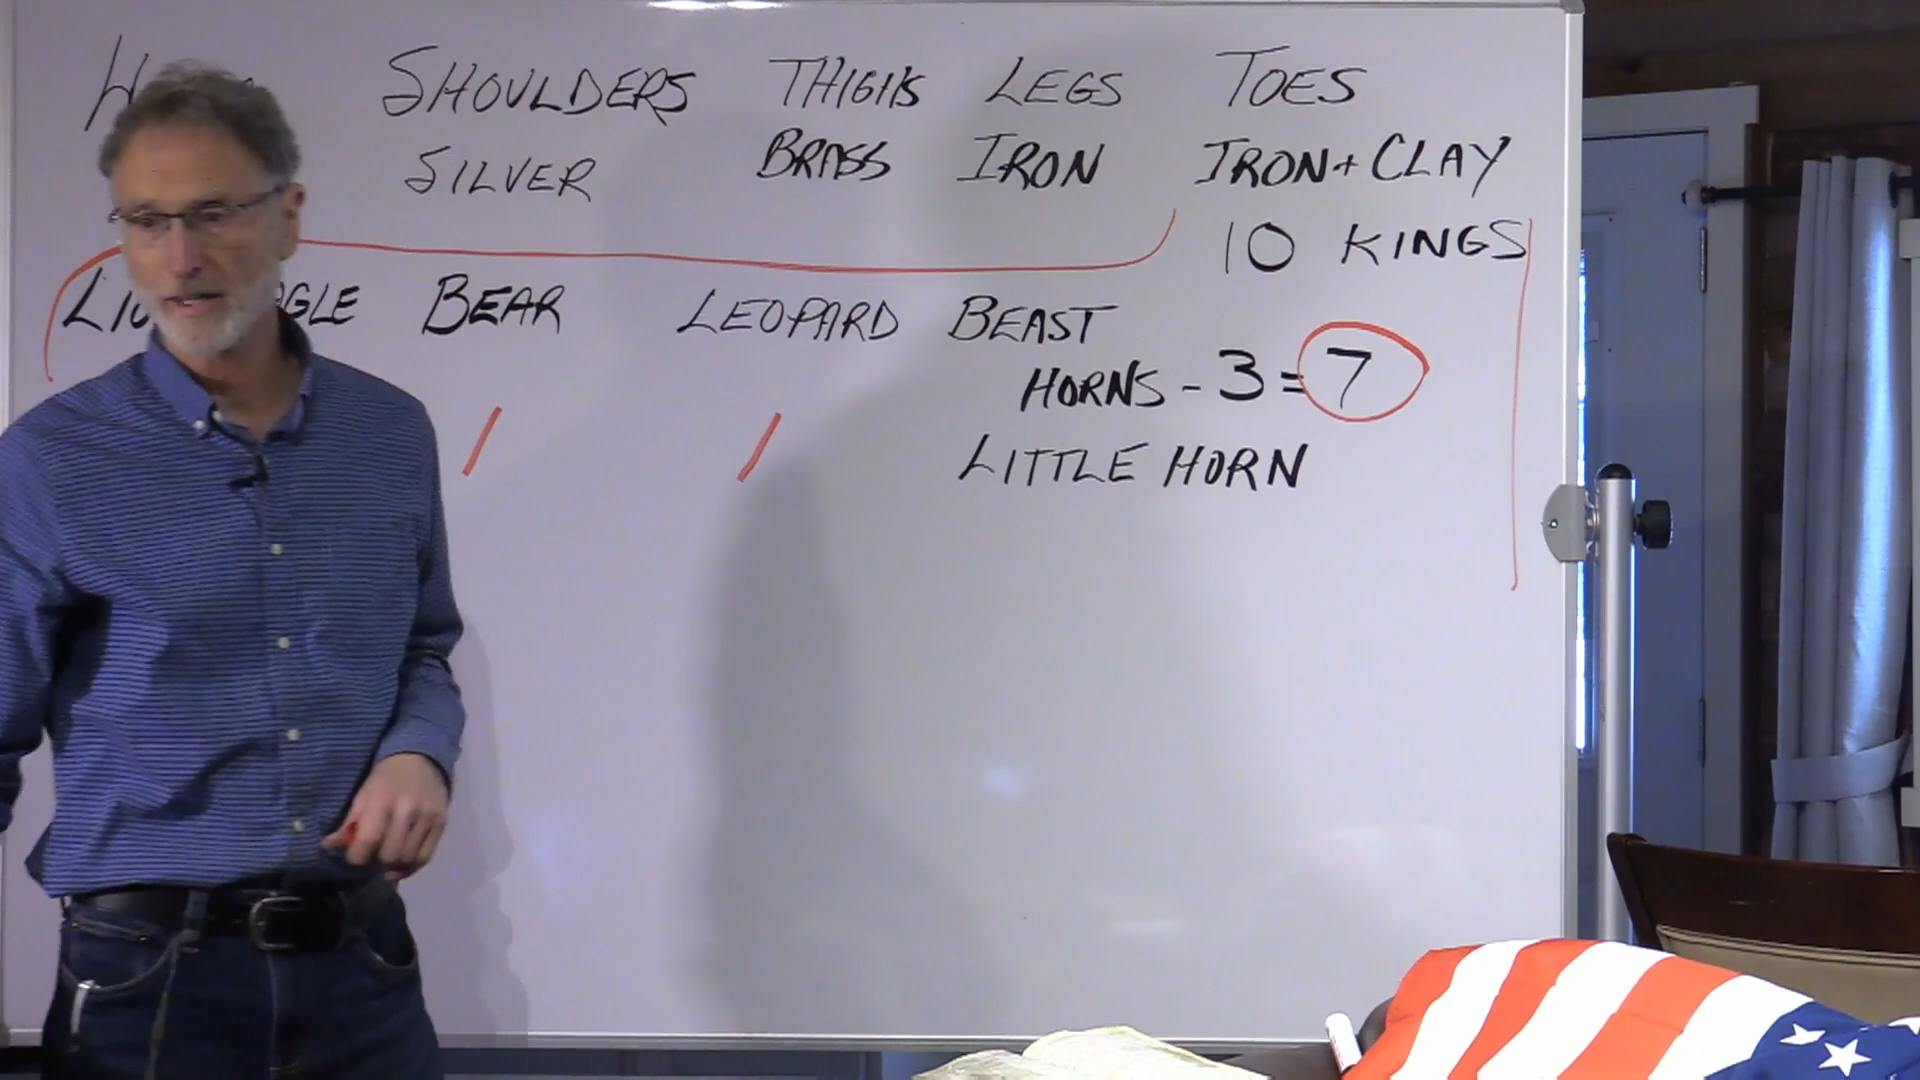 SHOULDERS THIGHS LEGS TOES
SILVER BRASS IRON IRON + CLAY
10 KINGS
BEAR LEOPARD BEAST
HORNS - 3 = 7
LITTLE HORN